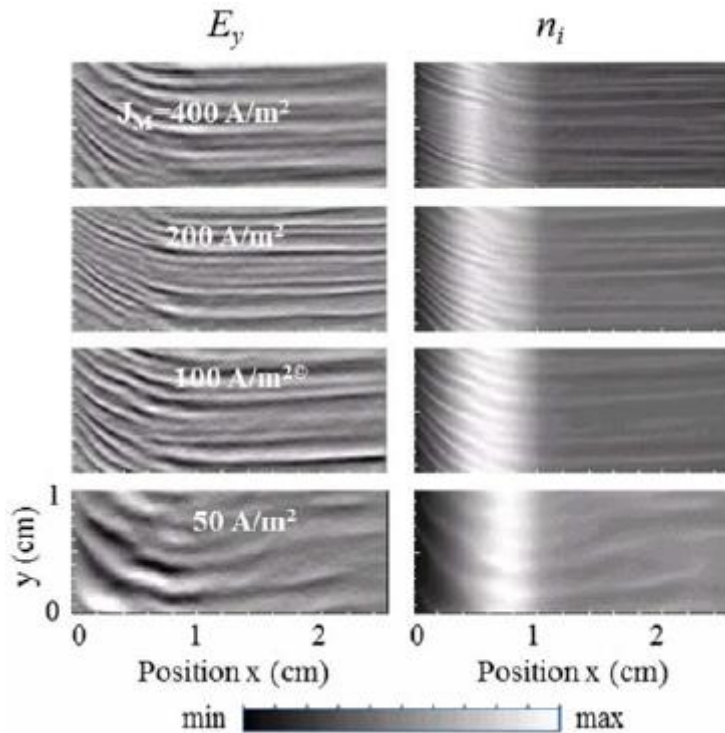 E_y n_i
J_M=400 A/m²
200 A/m²
100 A/m²©
50 A/m²
y (cm)
1
0
0 1 2 0 1 2
Position x (cm) Position x (cm)
min max